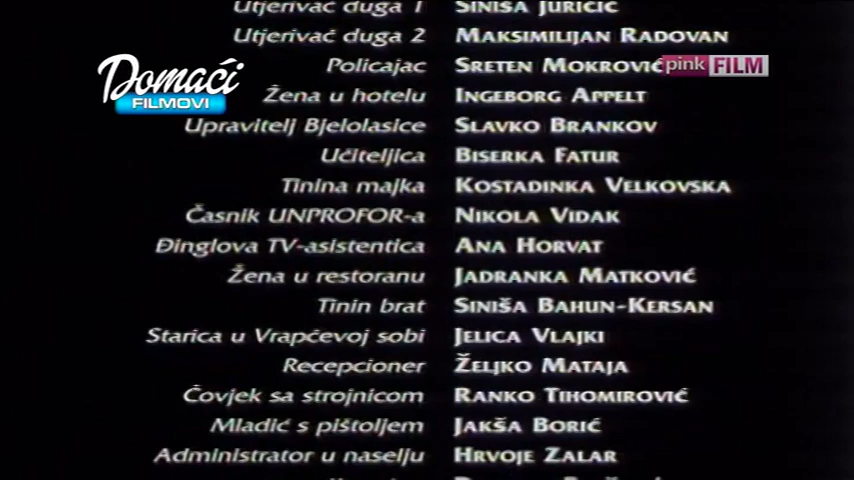 Utjerivač duga 1 SINIŠA JURIČIĆ
Utjerivač duga 2 MAKSIMILIJAN RADOVAN
Policajac SRETEN MOKROVIĆ
pink FILM
Domaći
FILMOVI
Žena u hotelu INGEBORG APPELT
Upravitelj Bjelolasice SLAVKO BRANKOV
Učiteljica BISERKA FATUR
Tinina majka KOSTADINKA VELKOVSKA
Časnik UNPROFOR-a NIKOLA VIDAK
Đinglova TV-asistentica ANA HORVAT
Žena u restoranu JADRANKA MATKOVIĆ
Tinin brat SINIŠA BAHUN-KERSAN
Starica u Vrapčevoj sobi JELICA VLAJKI
Recepcioner ŽELJKO MATAJA
Čovjek sa strojnicom RANKO TIHOMIROVIĆ
Mladić s pištoljem JAKŠA BORIĆ
Administrator u naselju HRVOJE ZALAR